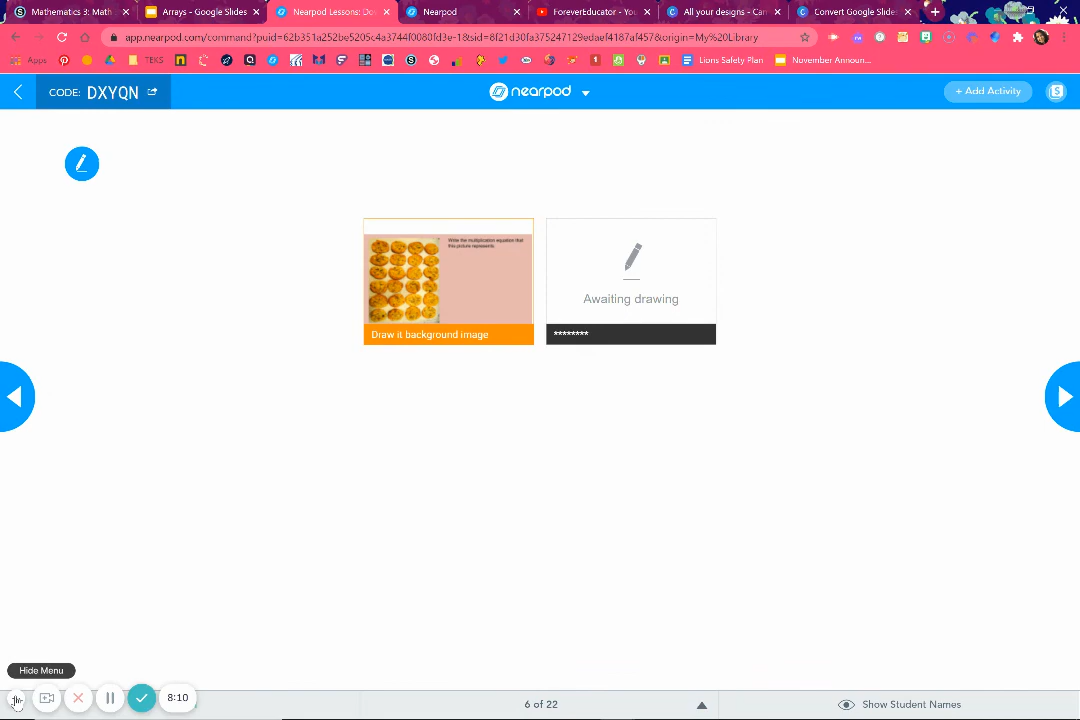 Mathematics 3: Math
Arrays - Google Slides
Nearpod Lessons: Dow
Nearpod
ForeverEducator - You
All your designs - Can
Convert Google Slides
app.nearpod.com/command?puid=62b351a252be5205c4a3744f0080fd3e-1&sid=8f21d30fa375247129edaef4187af457&origin=My%20Library
Apps
TEKS
Lions Safety Plan
November Announ...
CODE: DXYQN
nearpod
+ Add Activity
Write the multiplication equation that
this picture represents.
Draw it background image
Awaiting drawing
********
Hide Menu
8:10
6 of 22
Show Student Names